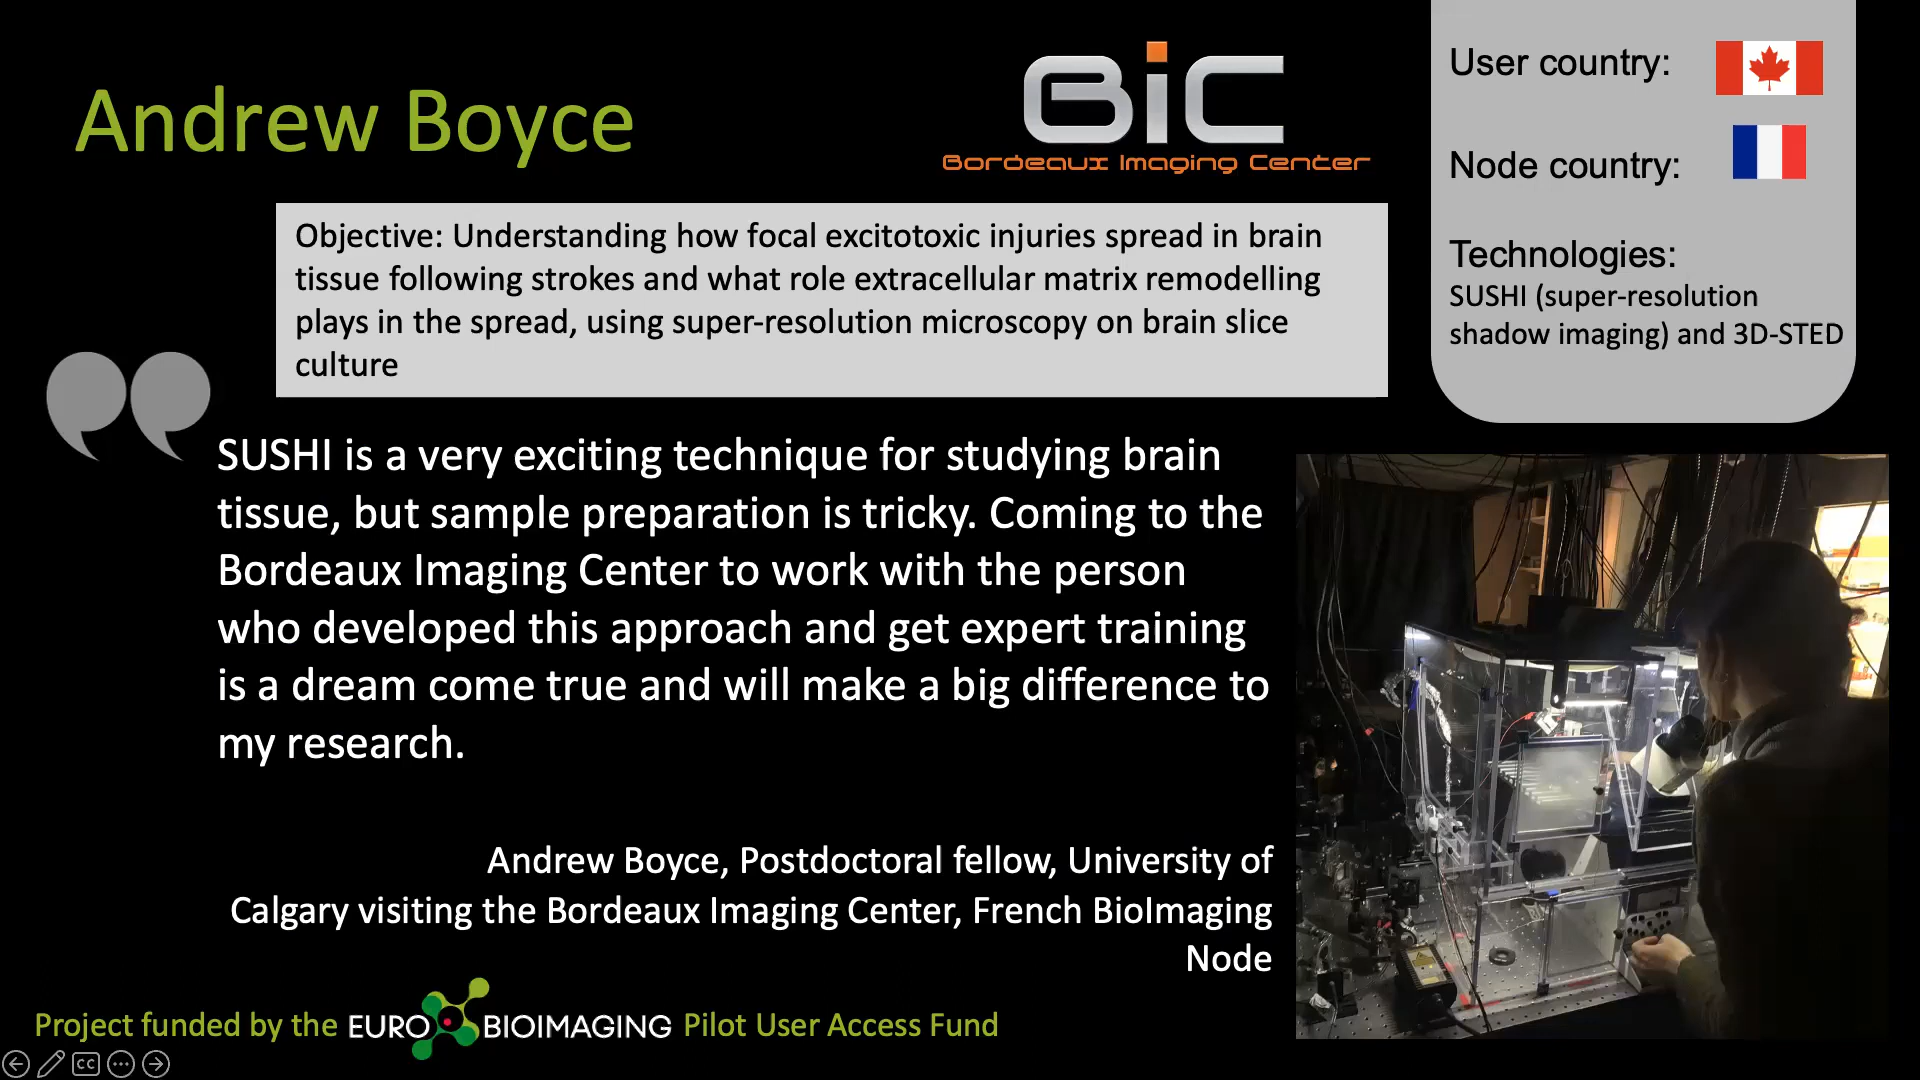 Andrew Boyce
BiC
Bordeaux Imaging Center
User country:
Node country:
Technologies:
SUSHI (super-resolution
shadow imaging) and 3D-STED
Objective: Understanding how focal excitotoxic injuries spread in brain
tissue following strokes and what role extracellular matrix remodelling
plays in the spread, using super-resolution microscopy on brain slice
culture
SUSHI is a very exciting technique for studying brain
tissue, but sample preparation is tricky. Coming to the
Bordeaux Imaging Center to work with the person
who developed this approach and get expert training
is a dream come true and will make a big difference to
my research.
Andrew Boyce, Postdoctoral fellow, University of
Calgary visiting the Bordeaux Imaging Center, French BioImaging
Node
Project funded by the EURO BIOIMAGING Pilot User Access Fund
CC